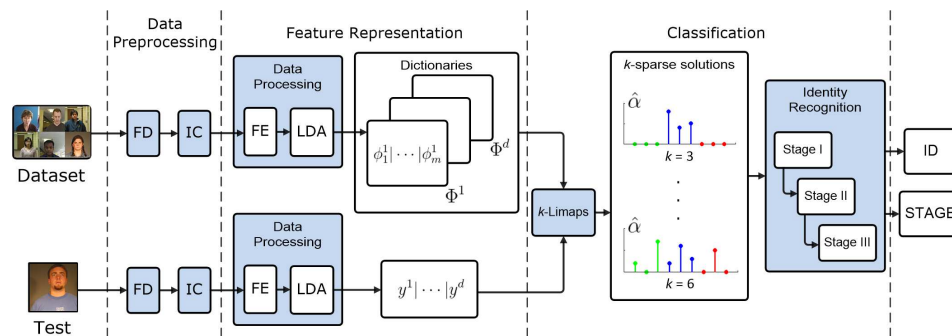 Data
Preprocessing
Feature Representation
Classification
Data
Processing
Dictionaries
k-sparse solutions
Identity
Recognition
FD
IC
FE
LDA
ϕ₁¹|···|ϕₘ¹
Φ¹
Φᵈ
α̂
k = 3
Stage I
Stage II
Stage III
ID
STAGE
Dataset
k-Limaps
Data
Processing
FD
IC
FE
LDA
y¹|···|yᵈ
α̂
k = 6
Test